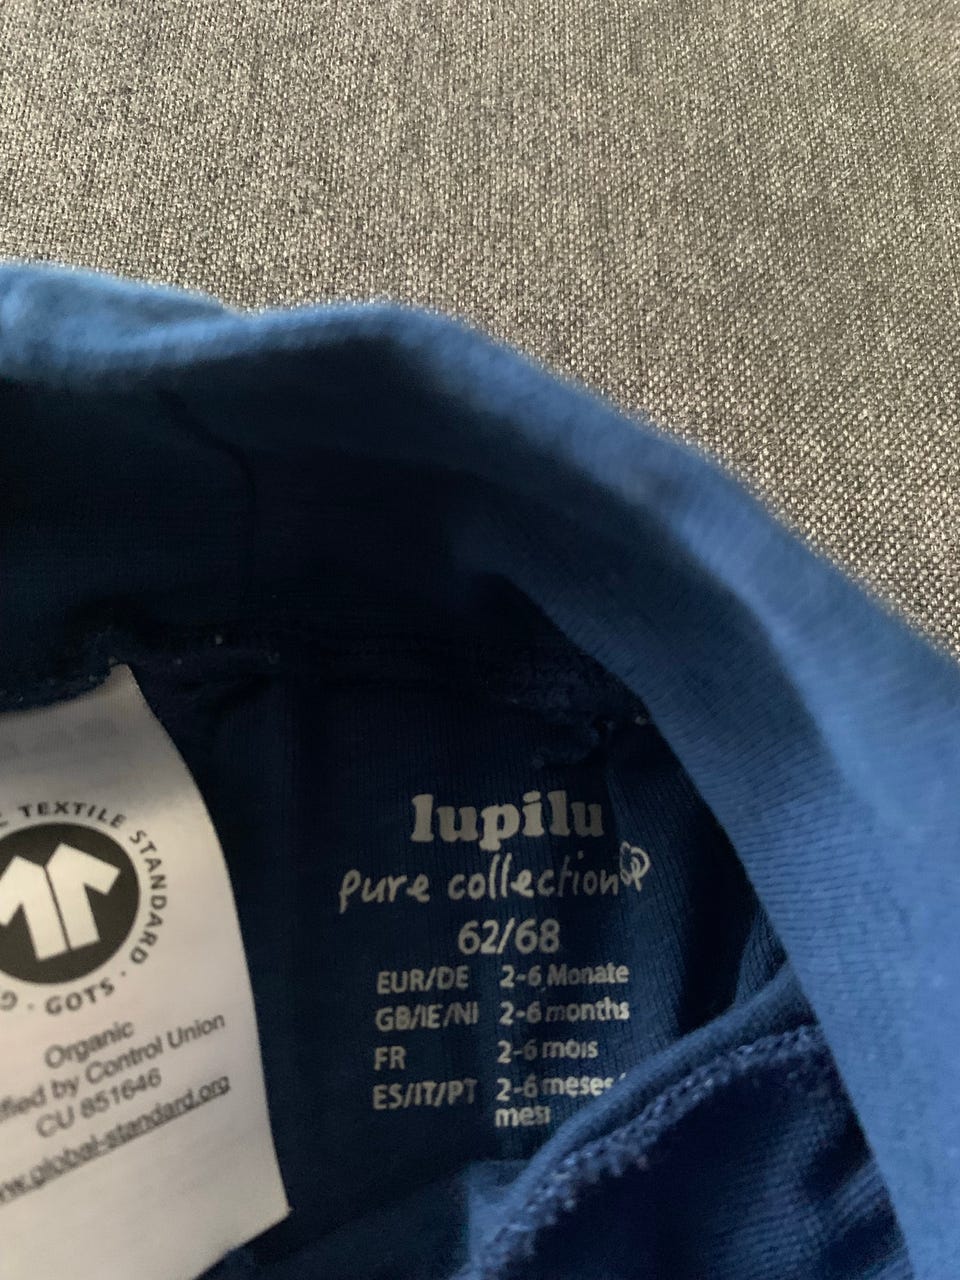 TEXTILE STANDARD · GOTS ·
Organic
by Control Union
CU 851646
.global-standard.org
lupilu
pure collection
62/68
EUR/DE 2-6 Monate
GB/IE/NI 2-6 months
FR 2-6 mois
ES/IT/PT 2-6 meses/
mesi